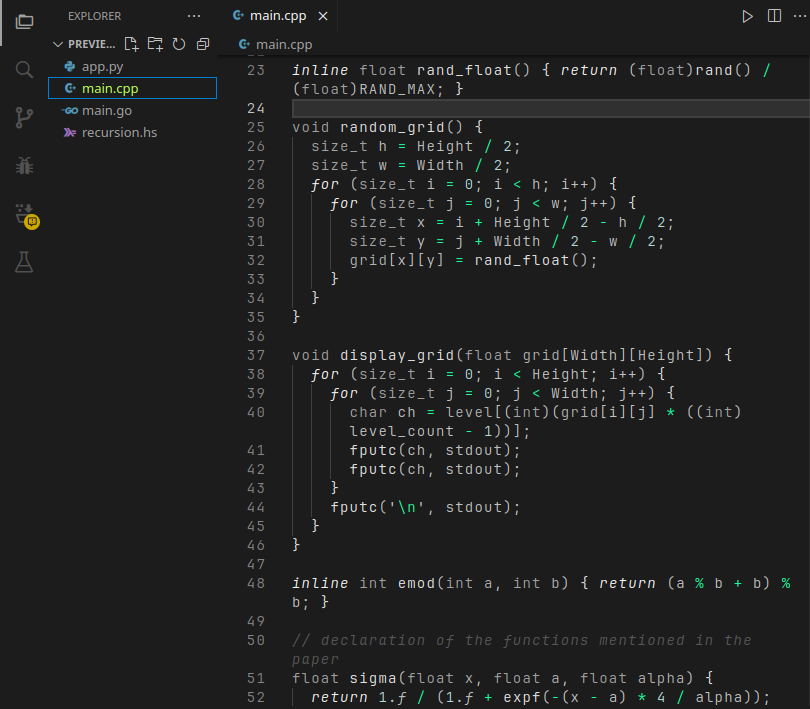 EXPLORER
main.cpp
PREVIE...
main.cpp
app.py
main.cpp
main.go
recursion.hs
23 inline float rand_float() { return (float)rand() /
(float)RAND_MAX; }
24
25 void random_grid() {
26 size_t h = Height / 2;
27 size_t w = Width / 2;
28 for (size_t i = 0; i < h; i++) {
29 for (size_t j = 0; j < w; j++) {
30 size_t x = i + Height / 2 - h / 2;
31 size_t y = j + Width / 2 - w / 2;
32 grid[x][y] = rand_float();
33 }
34 }
35 }
36
37 void display_grid(float grid[Width][Height]) {
38 for (size_t i = 0; i < Height; i++) {
39 for (size_t j = 0; j < Width; j++) {
40 char ch = level[(int)(grid[i][j] * ((int)
level_count - 1))];
41 fputc(ch, stdout);
42 fputc(ch, stdout);
43 }
44 fputc('\n', stdout);
45 }
46 }
47
48 inline int emod(int a, int b) { return (a % b + b) %
b; }
49
50 // declaration of the functions mentioned in the
paper
51 float sigma(float x, float a, float alpha) {
52 return 1.f / (1.f + expf(-(x - a) * 4 / alpha));